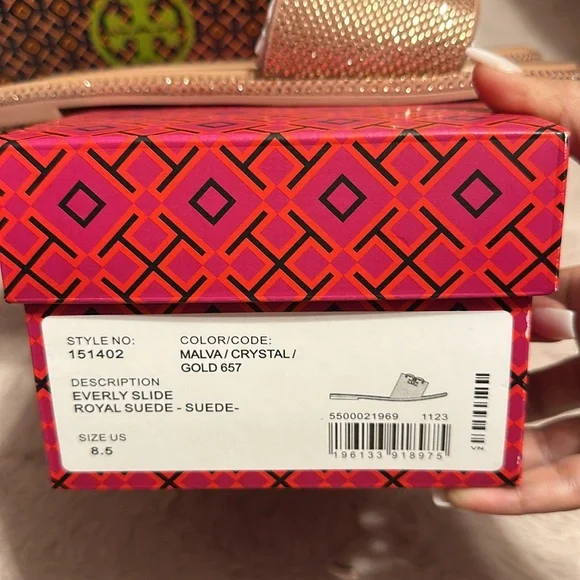 STYLE NO:
151402
COLOR/CODE:
MALVA / CRYSTAL /
GOLD 657
DESCRIPTION
EVERLY SLIDE
ROYAL SUEDE - SUEDE-
SIZE US
8.5
5500021969 1123
196133 918975
VN